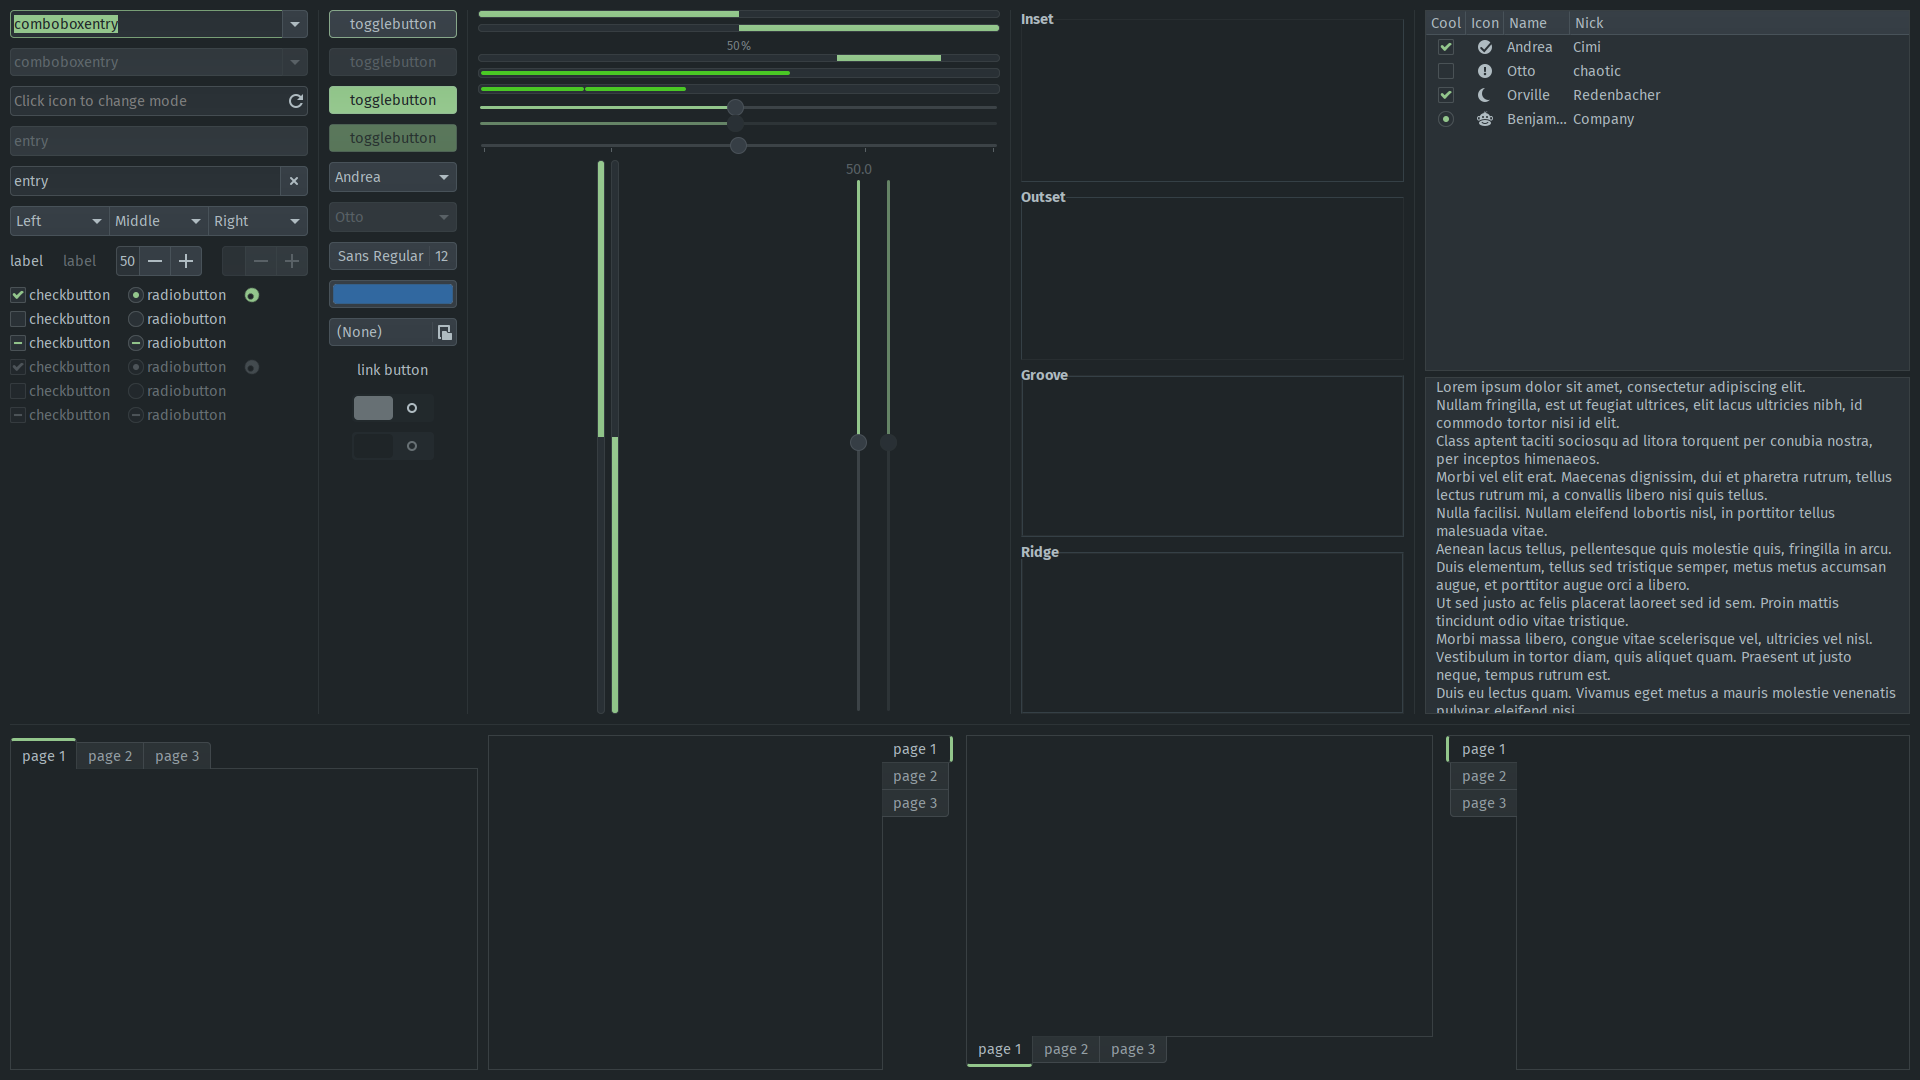 comboboxentry
comboboxentry
Click icon to change mode
entry
entry
Left
Middle
Right
label
label
50
checkbutton
radiobutton
checkbutton
radiobutton
checkbutton
radiobutton
checkbutton
radiobutton
checkbutton
radiobutton
checkbutton
radiobutton
togglebutton
togglebutton
togglebutton
togglebutton
Andrea
Otto
Sans Regular
12
(None)
link button
50 %
50.0
Inset
Outset
Groove
Ridge
Cool
Icon
Name
Nick
Andrea
Cimi
Otto
chaotic
Orville
Redenbacher
Benjam...
Company
Lorem ipsum dolor sit amet, consectetur adipiscing elit.
Nullam fringilla, est ut feugiat ultrices, elit lacus ultricies nibh, id
commodo tortor nisi id elit.
Class aptent taciti sociosqu ad litora torquent per conubia nostra,
per inceptos himenaeos.
Morbi vel elit erat. Maecenas dignissim, dui et pharetra rutrum, tellus
lectus rutrum mi, a convallis libero nisi quis tellus.
Nulla facilisi. Nullam eleifend lobortis nisl, in porttitor tellus
malesuada vitae.
Aenean lacus tellus, pellentesque quis molestie quis, fringilla in arcu.
Duis elementum, tellus sed tristique semper, metus metus accumsan
augue, et porttitor augue orci a libero.
Ut sed justo ac felis placerat laoreet sed id sem. Proin mattis
tincidunt odio vitae tristique.
Morbi massa libero, congue vitae scelerisque vel, ultricies vel nisl.
Vestibulum in tortor diam, quis aliquet quam. Praesent ut justo
neque, tempus rutrum est.
Duis eu lectus quam. Vivamus eget metus a mauris molestie venenatis
pulvinar eleifend nisi.
page 1
page 2
page 3
page 1
page 2
page 3
page 1
page 2
page 3
page 1
page 2
page 3